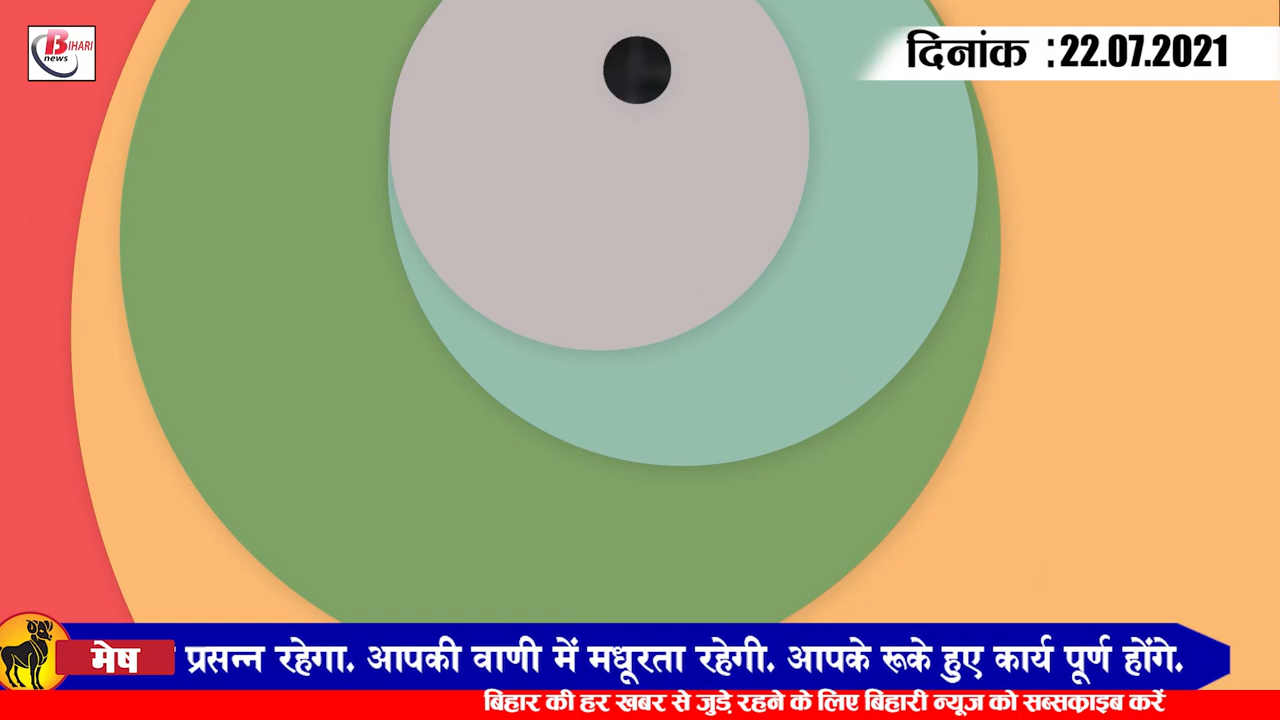 BIHARI
news
दिनांक :22.07.2021
मेष प्रसन्न रहेगा. आपकी वाणी में मधूरता रहेगी. आपके रूके हुए कार्य पूर्ण होंगे.
बिहार की हर खबर से जुड़े रहने के लिए बिहारी न्यूज को सब्सक्राइब करें